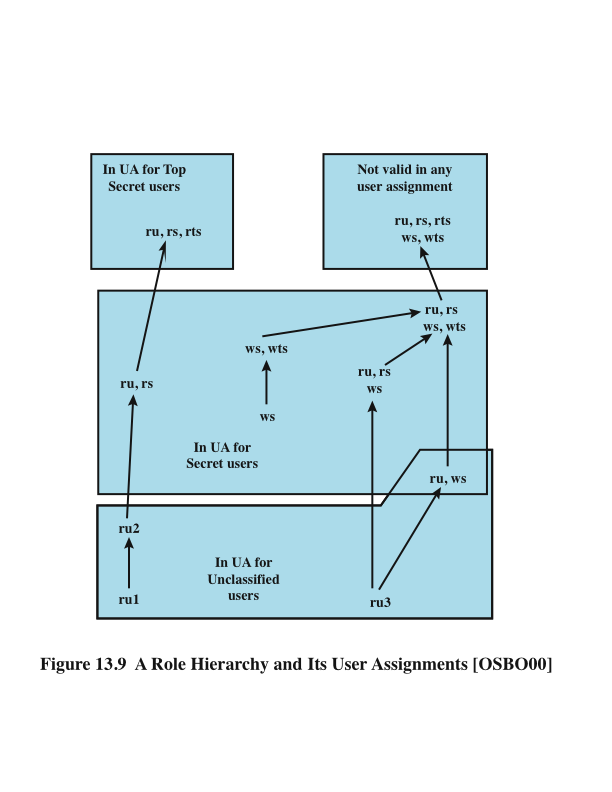 In UA for Top
Secret users
ru, rs, rts
Not valid in any
user assignment
ru, rs, rts
ws, wts
ru, rs
ws, wts
ws, wts
ru, rs
ws
ru, rs
ws
In UA for
Secret users
ru, ws
ru2
In UA for
Unclassified
users
ru1
ru3
Figure 13.9 A Role Hierarchy and Its User Assignments [OSBO00]